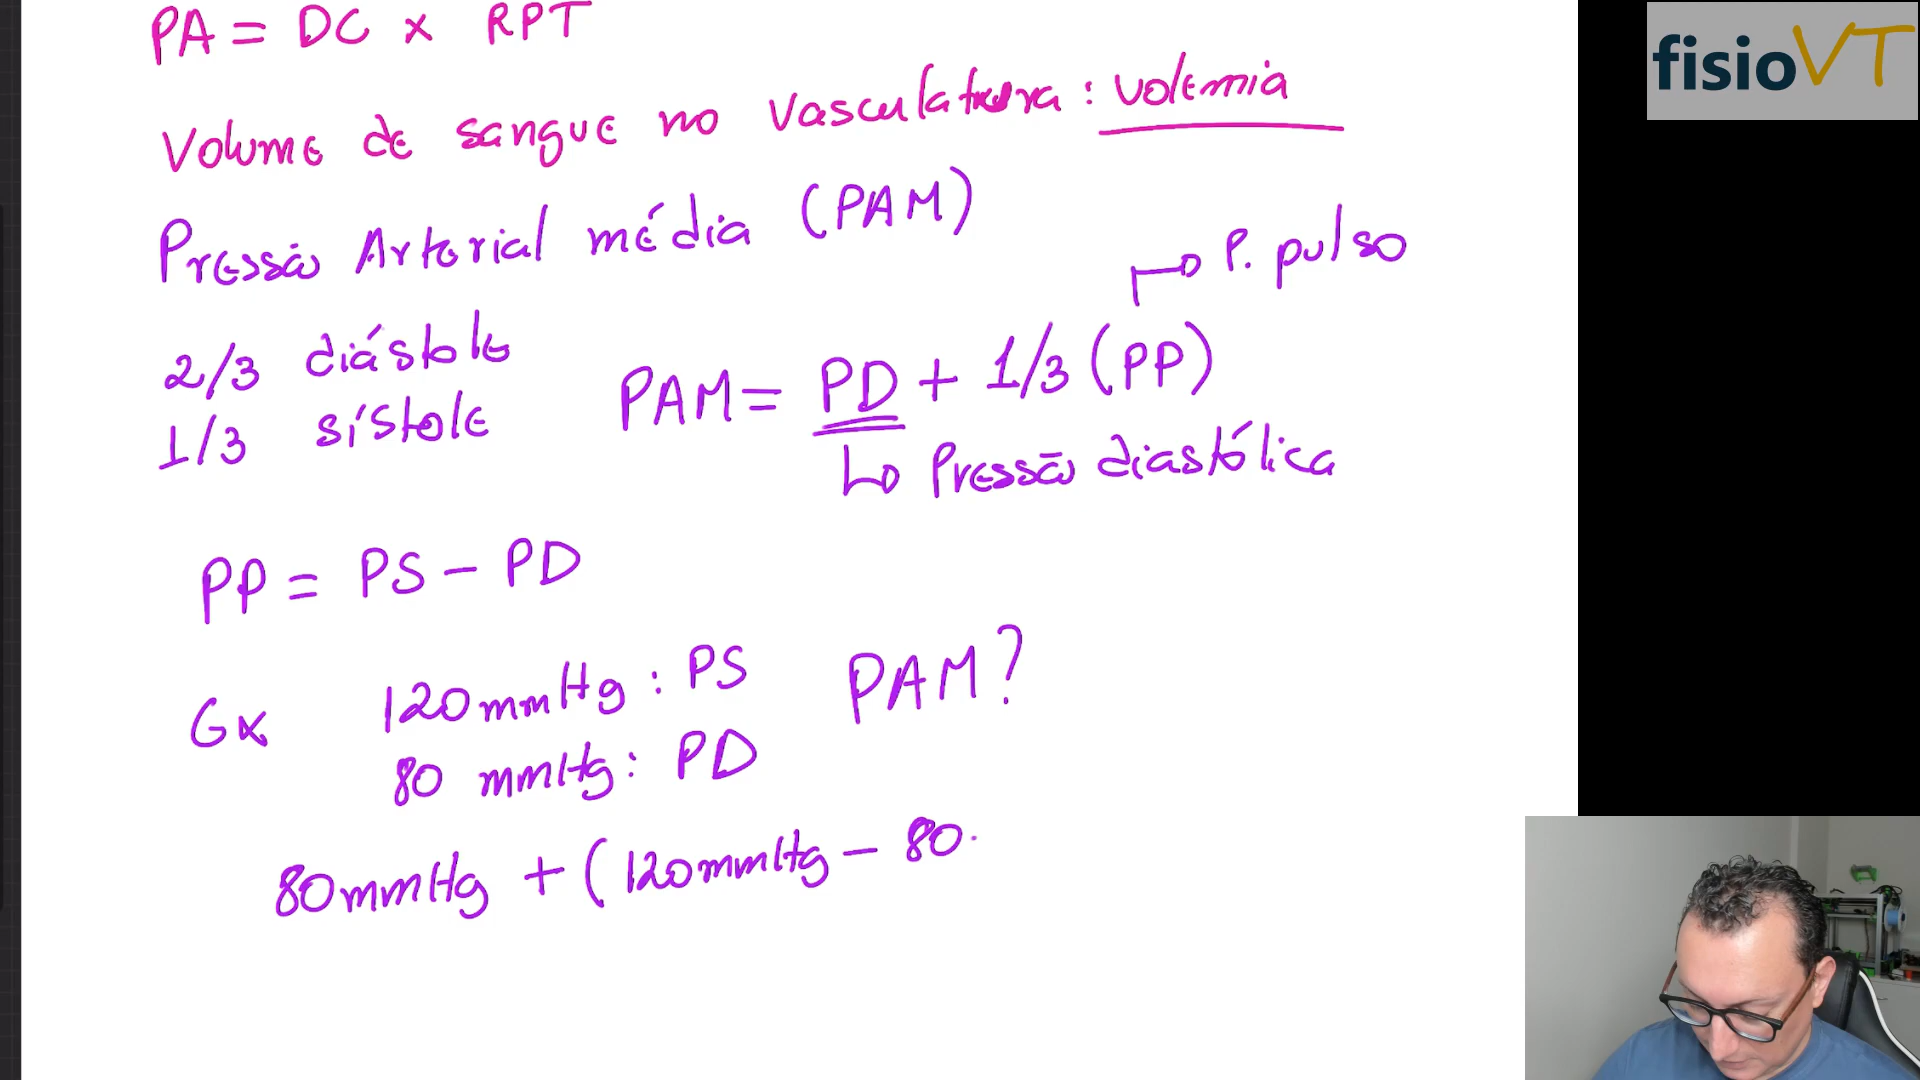 PA = DC x RPT
fisioVT
Volume de sangue no vasculatura: volemia
Pressão Arterial média (PAM)
P. pulso
2/3 diástole
1/3 sístole
PAM = PD + 1/3 (PP)
Pressão diastólica
PP = PS - PD
Ex 120mmHg : PS PAM?
80 mmHg : PD
80mmHg + (120mmHg - 80